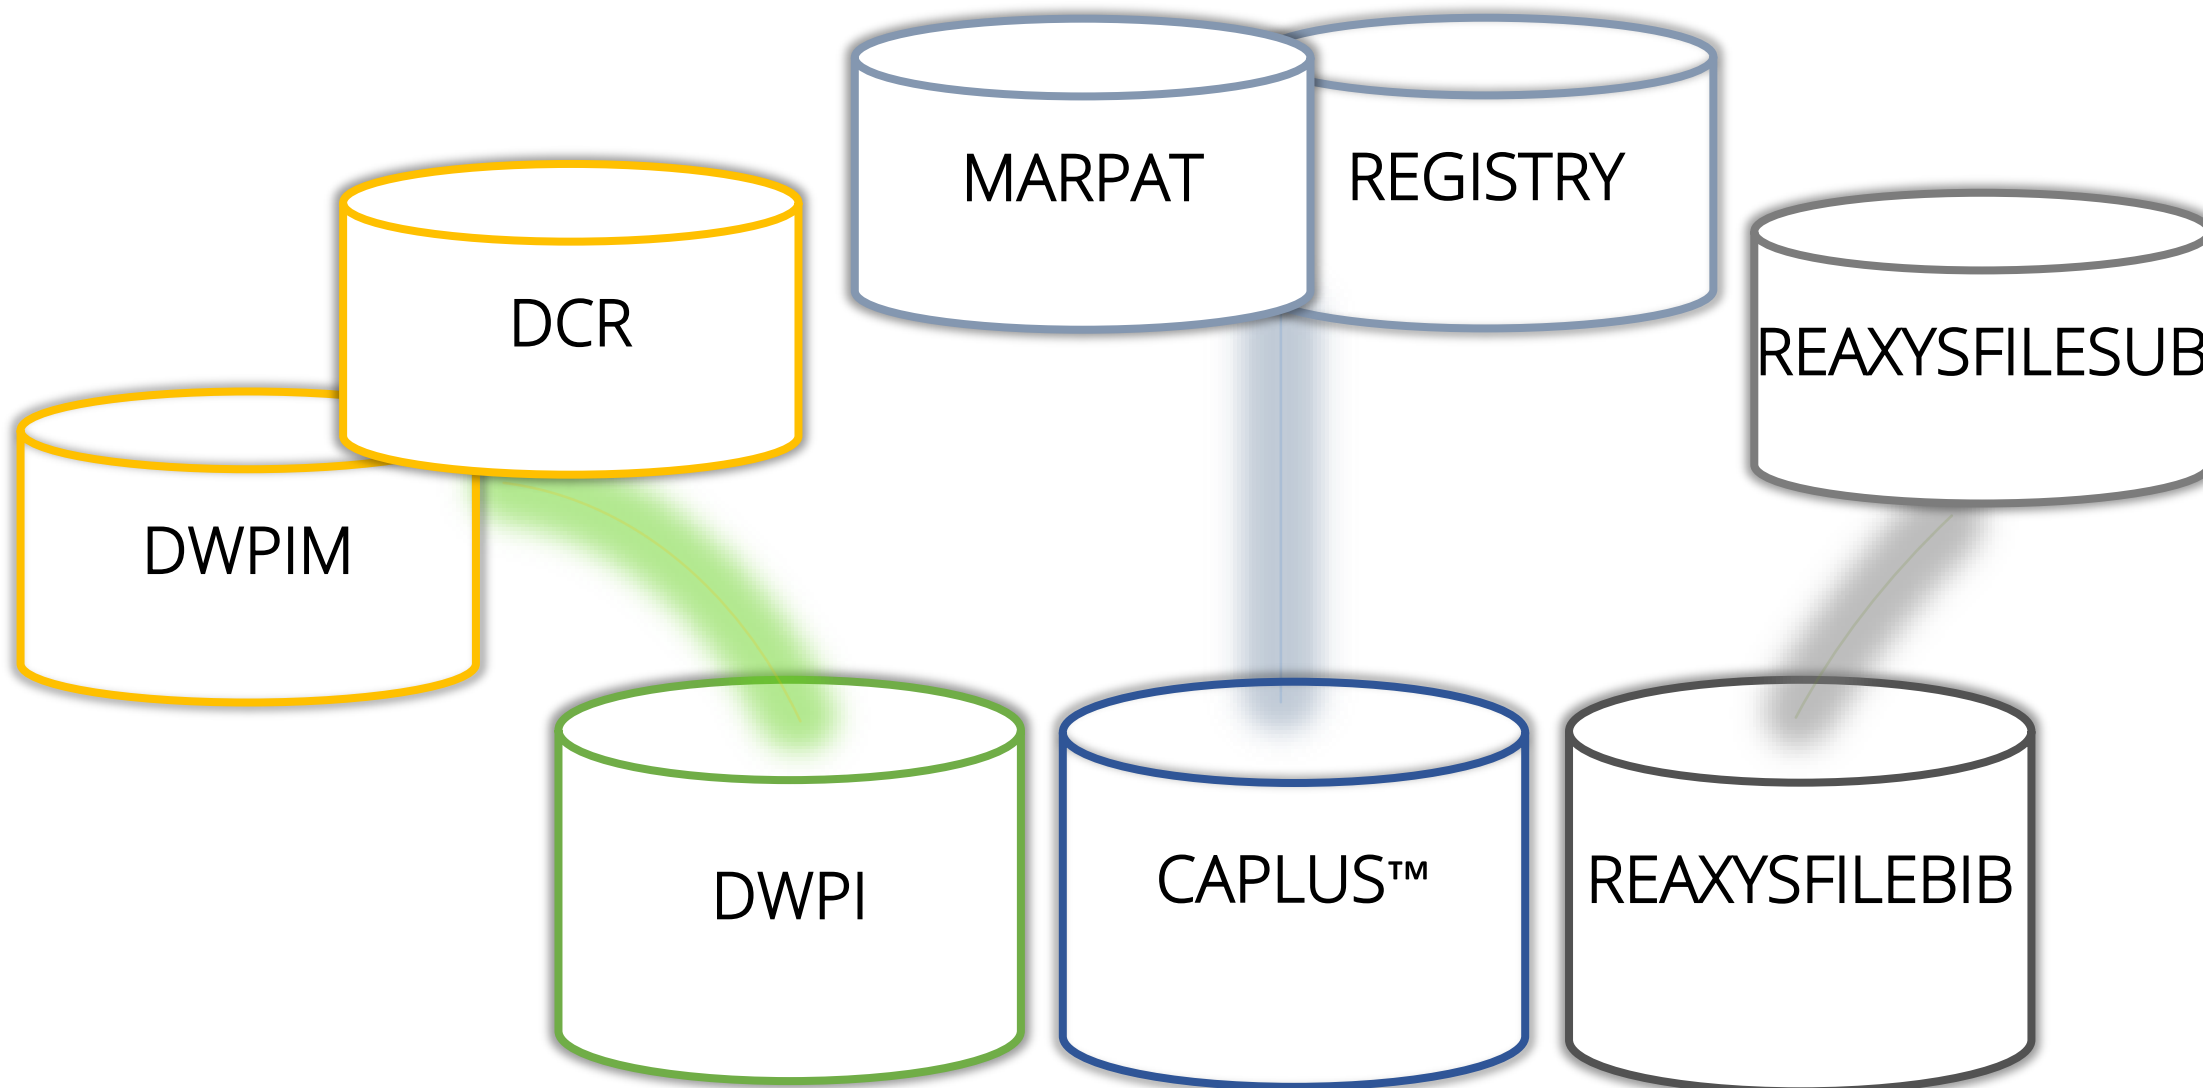 MARPAT
REGISTRY
DCR
REAXYSFILESUB
DWPIM
DWPI
CAPLUS™
REAXYSFILEBIB